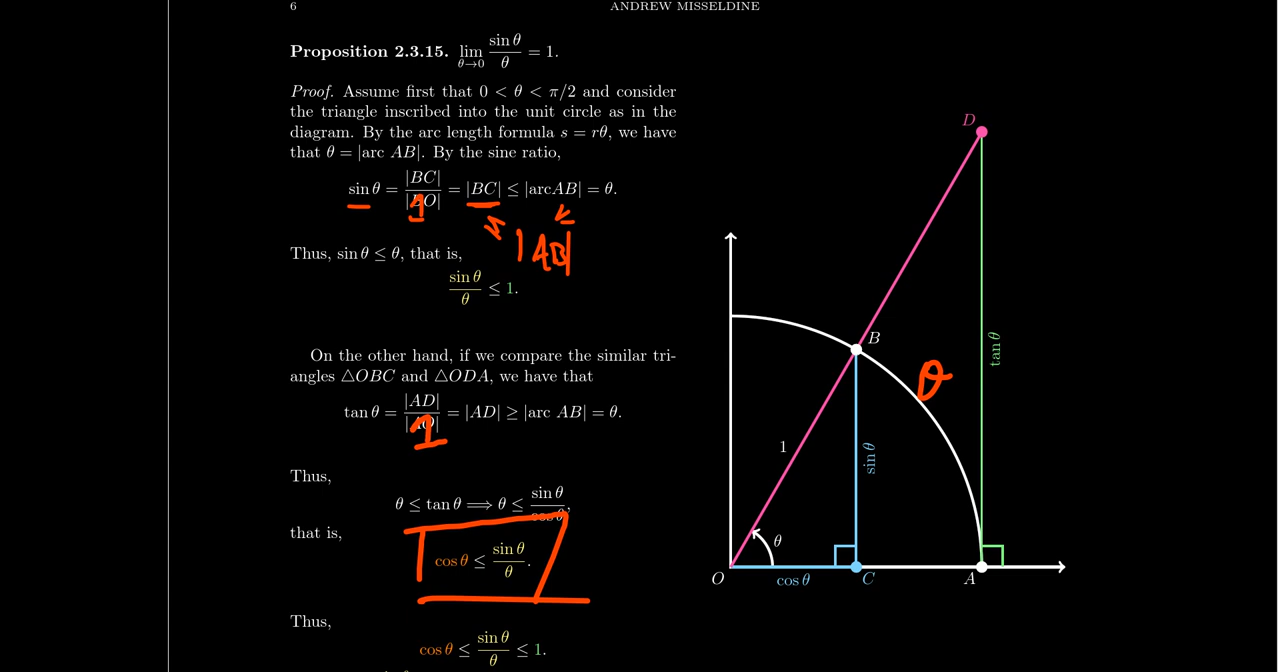 6 ANDREW MISSELDINE
Proposition 2.3.15. lim θ→0 sin θ / θ = 1.
Proof. Assume first that 0 < θ < π/2 and consider
the triangle inscribed into the unit circle as in the
diagram. By the arc length formula s = rθ, we have
that θ = |arc AB|. By the sine ratio,
sin θ = |BC| / |BO| = |BC| ≤ |arcAB| = θ.
1
|AB|
Thus, sin θ ≤ θ, that is,
sin θ / θ ≤ 1.
On the other hand, if we compare the similar tri-
angles △OBC and △ODA, we have that
tan θ = |AD| / |AO| = |AD| ≥ |arc AB| = θ.
1
Thus,
θ ≤ tan θ ⟹ θ ≤ sin θ / cos θ,
that is,
cos θ ≤ sin θ / θ.
Thus,
cos θ ≤ sin θ / θ ≤ 1.
D
B
θ
tan θ
1
sin θ
θ
O
cos θ
C
A